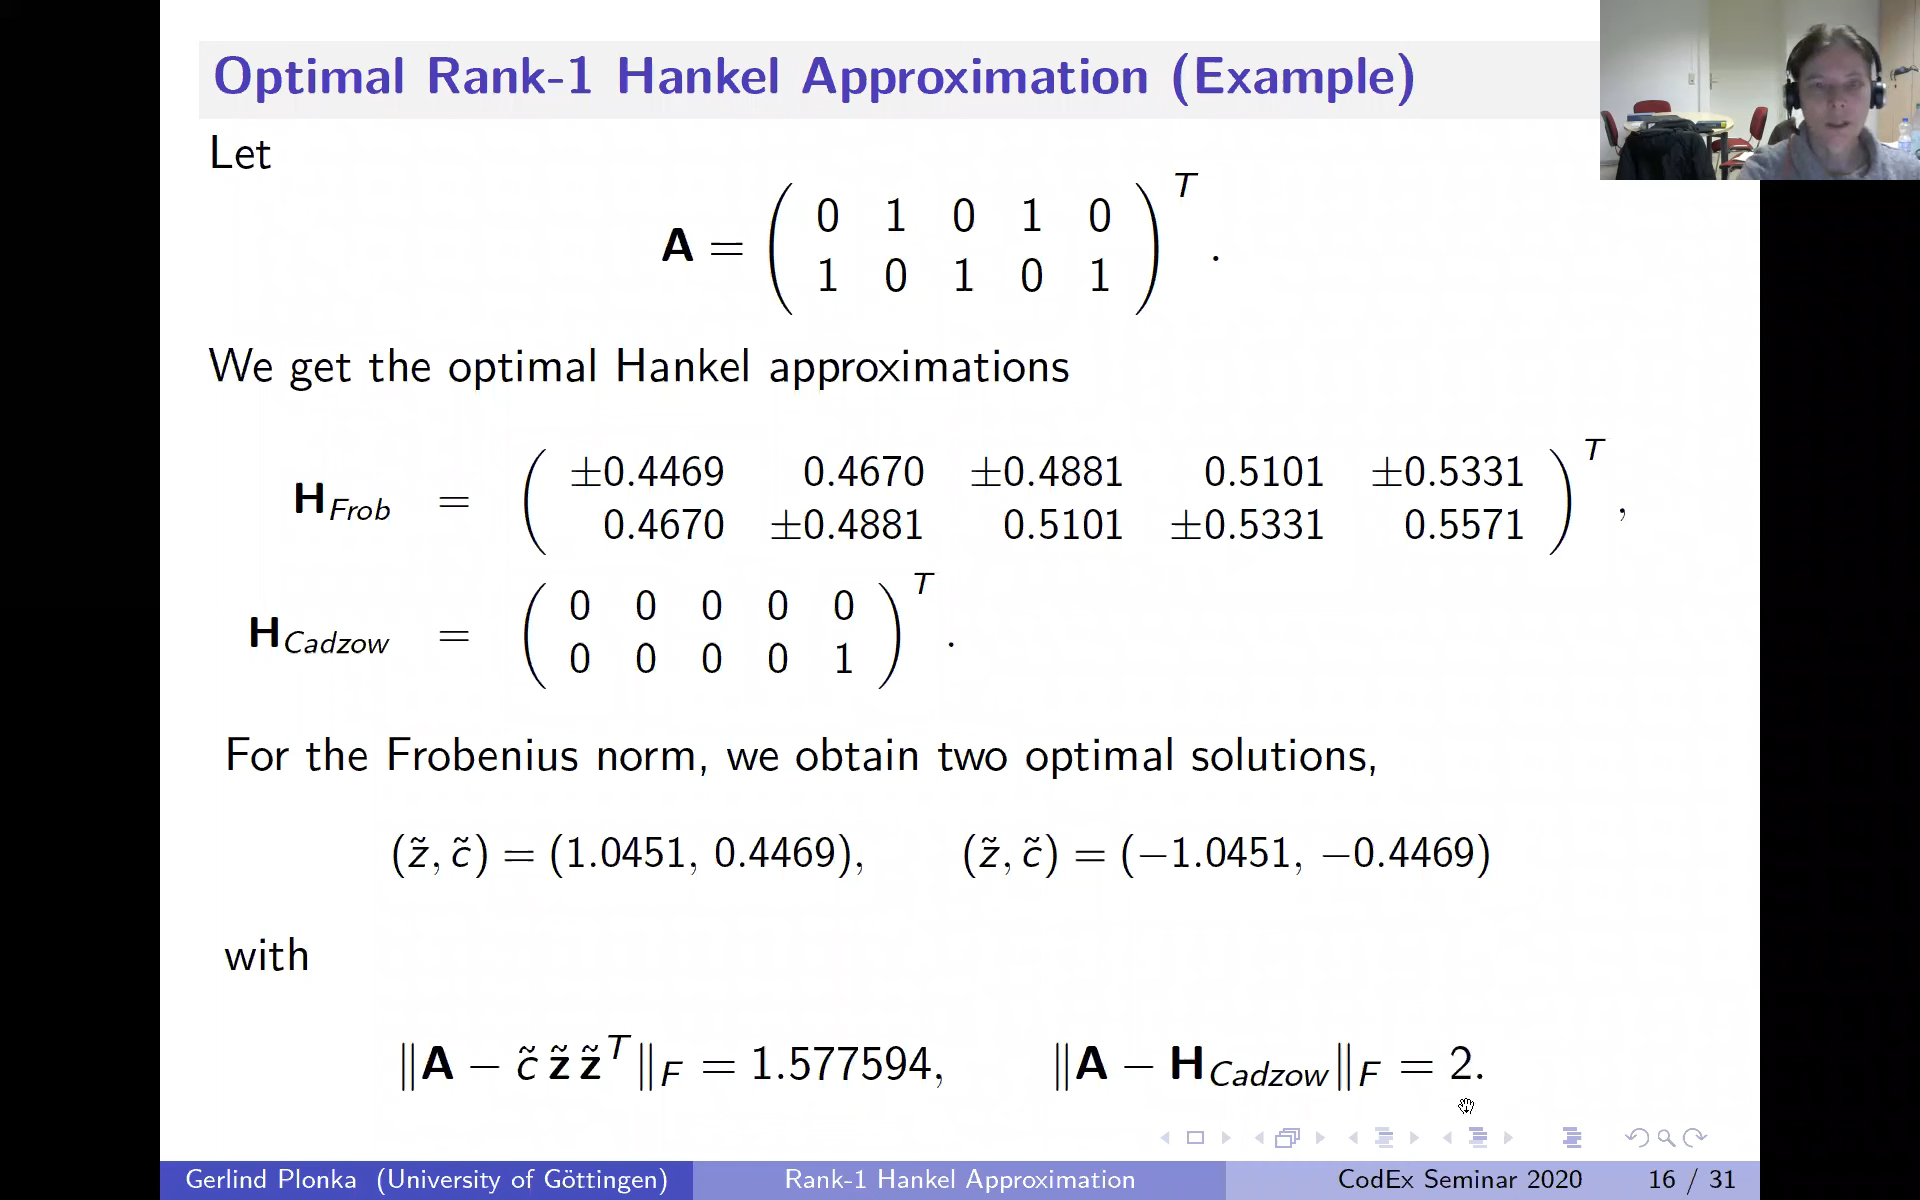 Optimal Rank-1 Hankel Approximation (Example)
Let
A = ( 0 1 0 1 0
1 0 1 0 1 )^T .
We get the optimal Hankel approximations
H_Frob = ( ±0.4469 0.4670 ±0.4881 0.5101 ±0.5331
0.4670 ±0.4881 0.5101 ±0.5331 0.5571 )^T ,
H_Cadzow = ( 0 0 0 0 0
0 0 0 0 1 )^T .
For the Frobenius norm, we obtain two optimal solutions,
(z̃, c̃) = (1.0451, 0.4469), (z̃, c̃) = (−1.0451, −0.4469)
with
‖A − c̃ z̃ z̃^T‖_F = 1.577594, ‖A − H_Cadzow‖_F = 2.
Gerlind Plonka (University of Göttingen) Rank-1 Hankel Approximation CodEx Seminar 2020 16 / 31